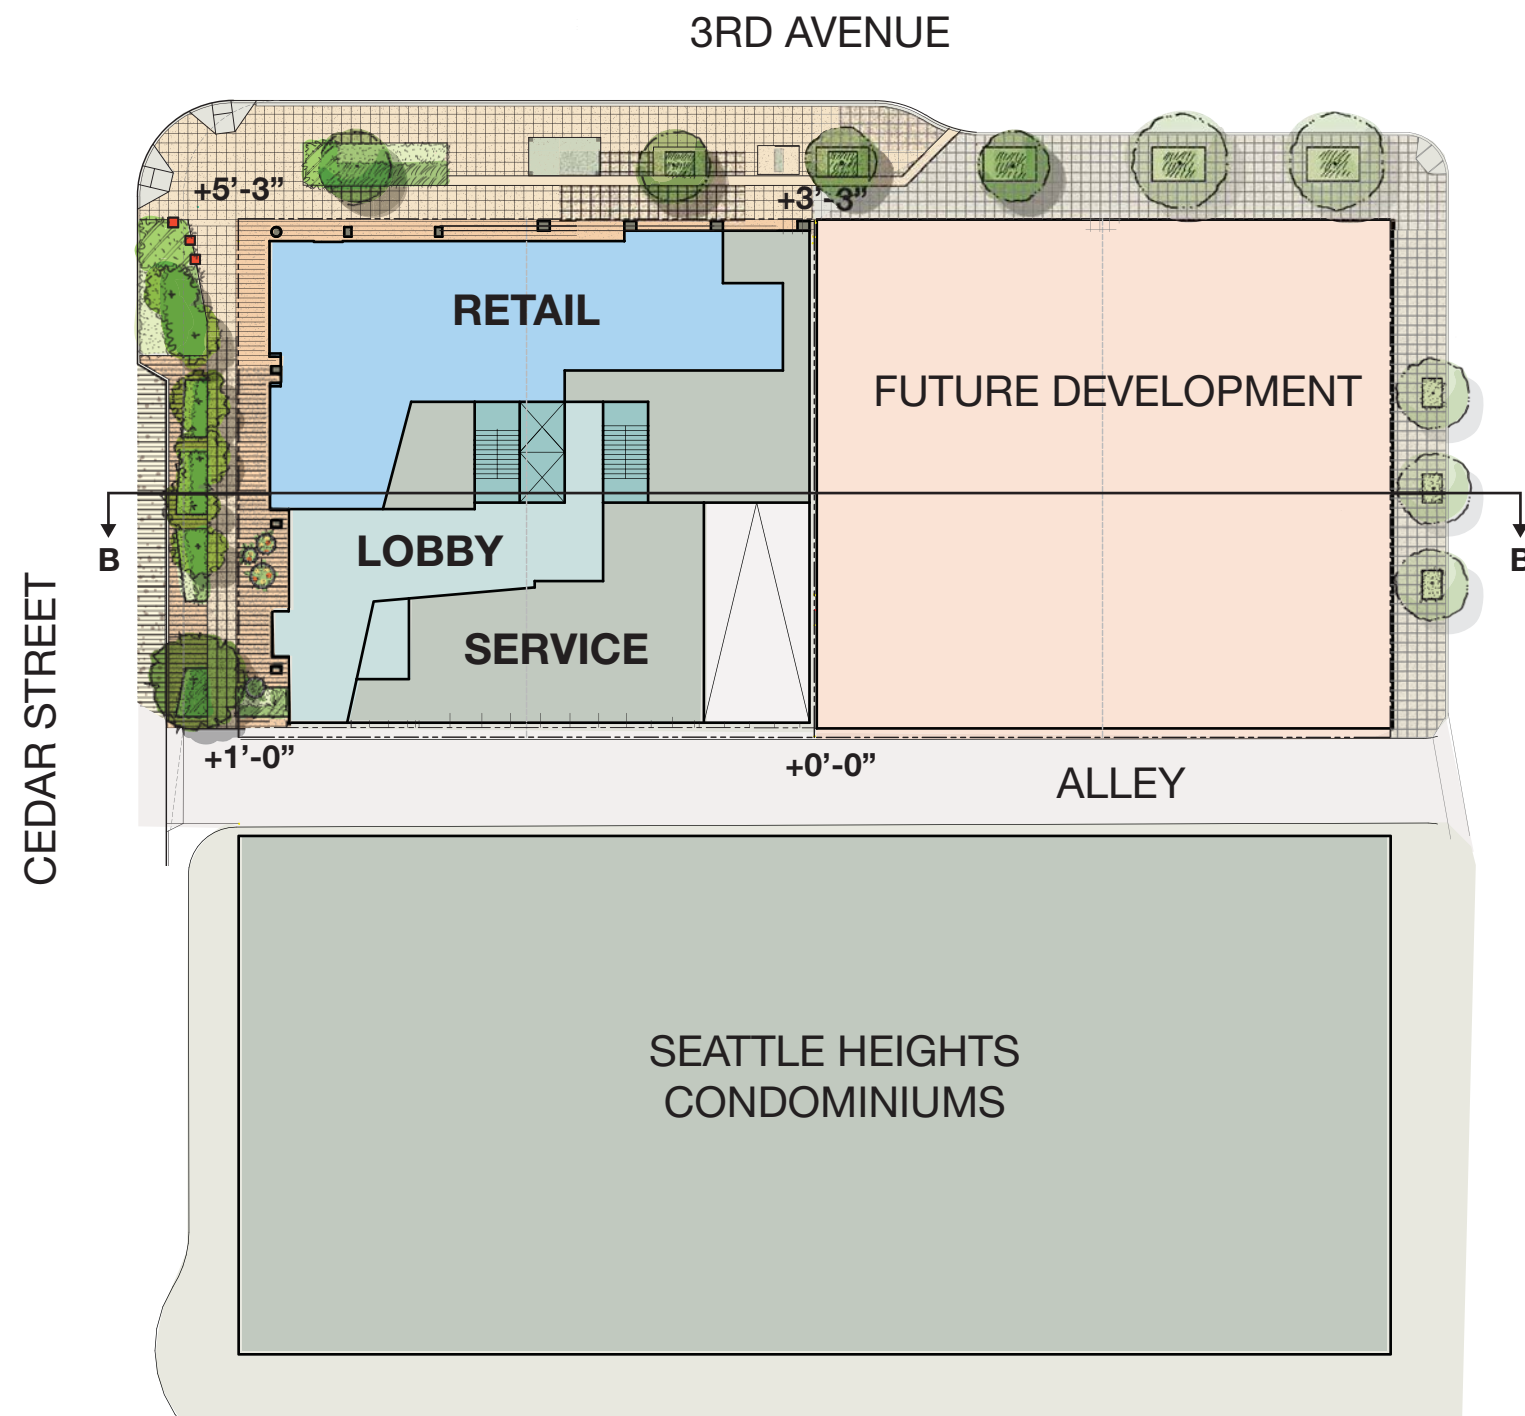 3RD AVENUE
+5’-3”
+3’-3”
RETAIL
FUTURE DEVELOPMENT
B
B
LOBBY
SERVICE
CEDAR STREET
+1’-0”
+0’-0”
ALLEY
SEATTLE HEIGHTS
CONDOMINIUMS